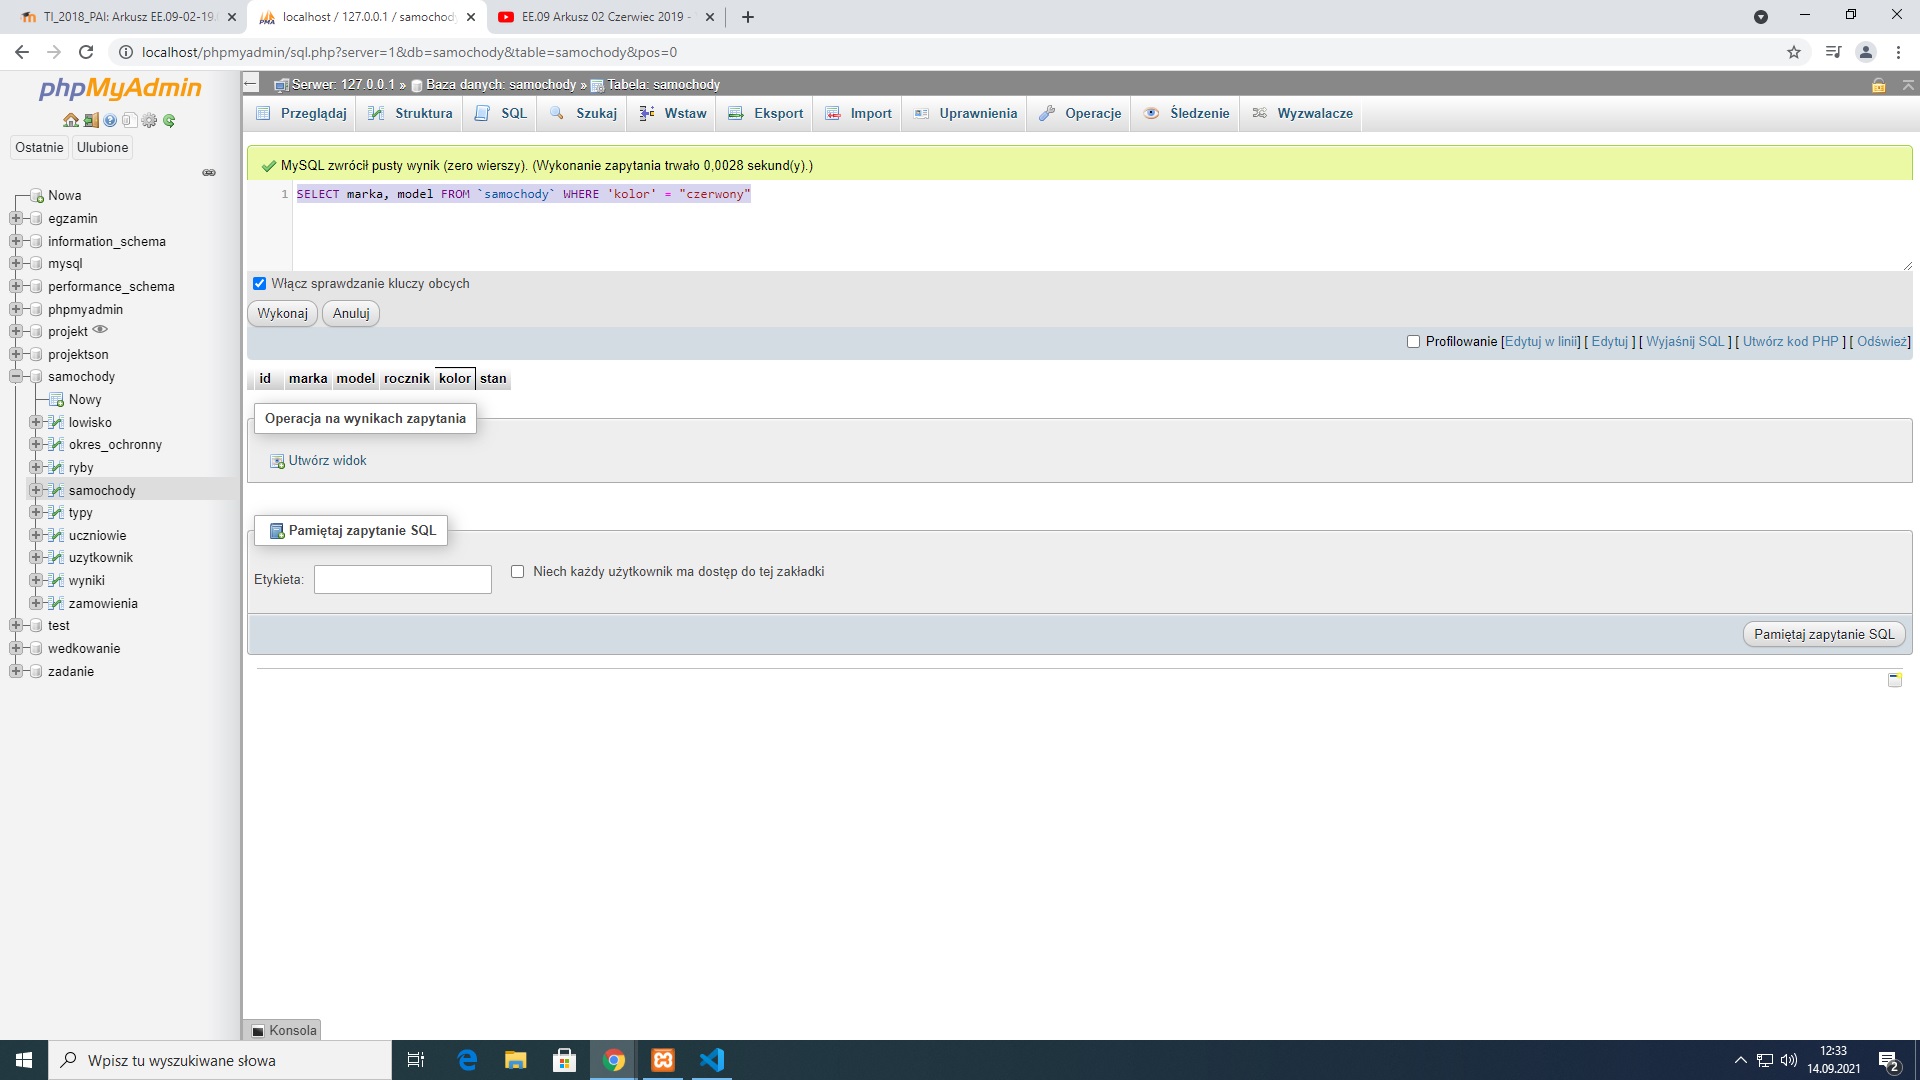 TI_2018_PAI: Arkusz EE.09-02-19.0
localhost / 127.0.0.1 / samochody
EE.09 Arkusz 02 Czerwiec 2019 -
localhost/phpmyadmin/sql.php?server=1&db=samochody&table=samochody&pos=0
phpMyAdmin
Ostatnie
Ulubione
Nowa
egzamin
information_schema
mysql
performance_schema
phpmyadmin
projekt
projektson
samochody
Nowy
lowisko
okres_ochronny
ryby
samochody
typy
uczniowie
uzytkownik
wyniki
zamowienia
test
wedkowanie
zadanie
Serwer: 127.0.0.1 » Baza danych: samochody » Tabela: samochody
Przeglądaj
Struktura
SQL
Szukaj
Wstaw
Eksport
Import
Uprawnienia
Operacje
Śledzenie
Wyzwalacze
MySQL zwrócił pusty wynik (zero wierszy). (Wykonanie zapytania trwało 0,0028 sekund(y).)
1 SELECT marka, model FROM `samochody` WHERE 'kolor' = "czerwony"
Włącz sprawdzanie kluczy obcych
Wykonaj
Anuluj
Profilowanie [Edytuj w linii] [ Edytuj ] [ Wyjaśnij SQL ] [ Utwórz kod PHP ] [ Odśwież]
id marka model rocznik kolor stan
Operacja na wynikach zapytania
Utwórz widok
Pamiętaj zapytanie SQL
Etykieta:
Niech każdy użytkownik ma dostęp do tej zakładki
Pamiętaj zapytanie SQL
Konsola
Wpisz tu wyszukiwane słowa
12:33
14.09.2021
2